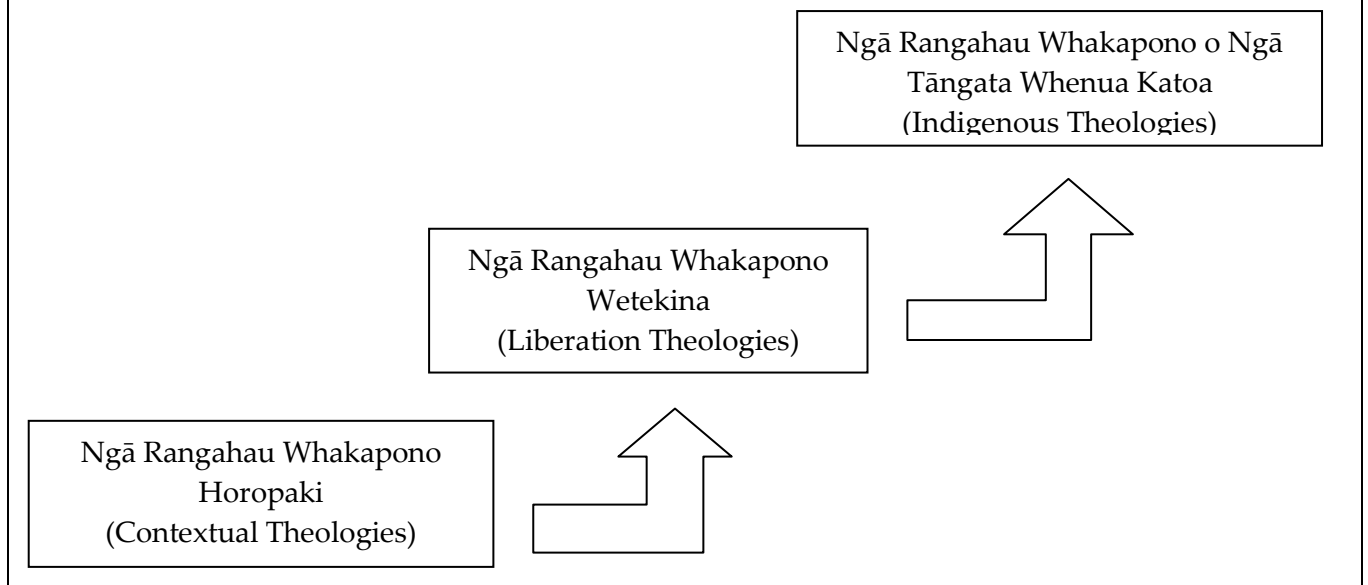 Ngā Rangahau Whakapono o Ngā
Tāngata Whenua Katoa
(Indigenous Theologies)
Ngā Rangahau Whakapono
Wetekina
(Liberation Theologies)
Ngā Rangahau Whakapono
Horopaki
(Contextual Theologies)